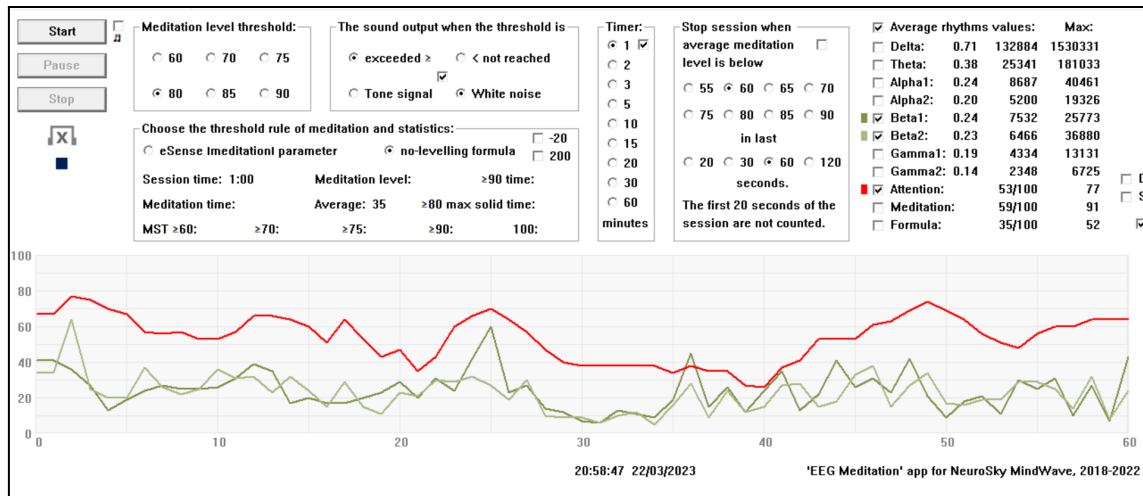 Start
Pause
Stop
Meditation level threshold:
60 70 75
80 85 90
The sound output when the threshold is
exceeded ≥ < not reached
Tone signal White noise
Choose the threshold rule of meditation and statistics:
eSense |meditation| parameter no-levelling formula
-20
200
Session time: 1:00 Meditation level: ≥90 time:
Meditation time: Average: 35 ≥80 max solid time:
MST ≥60: ≥70: ≥75: ≥90: 100:
Timer:
1
2
3
5
10
15
20
30
60
minutes
Stop session when
average meditation
level is below
55 60 65 70
75 80 85 90
in last
20 30 60 120
seconds.
The first 20 seconds of the
session are not counted.
Average rhythms values: Max:
Delta: 0.71 132884 1530331
Theta: 0.38 25341 181033
Alpha1: 0.24 8687 40461
Alpha2: 0.20 5200 19326
Beta1: 0.24 7532 25773
Beta2: 0.23 6466 36880
Gamma1: 0.19 4334 13131
Gamma2: 0.14 2348 6725
Attention: 53/100 77
Meditation: 59/100 91
Formula: 35/100 52
100
80
60
40
20
0
0 10 20 30 40 50 60
20:58:47 22/03/2023 'EEG Meditation' app for NeuroSky MindWave, 2018-2022